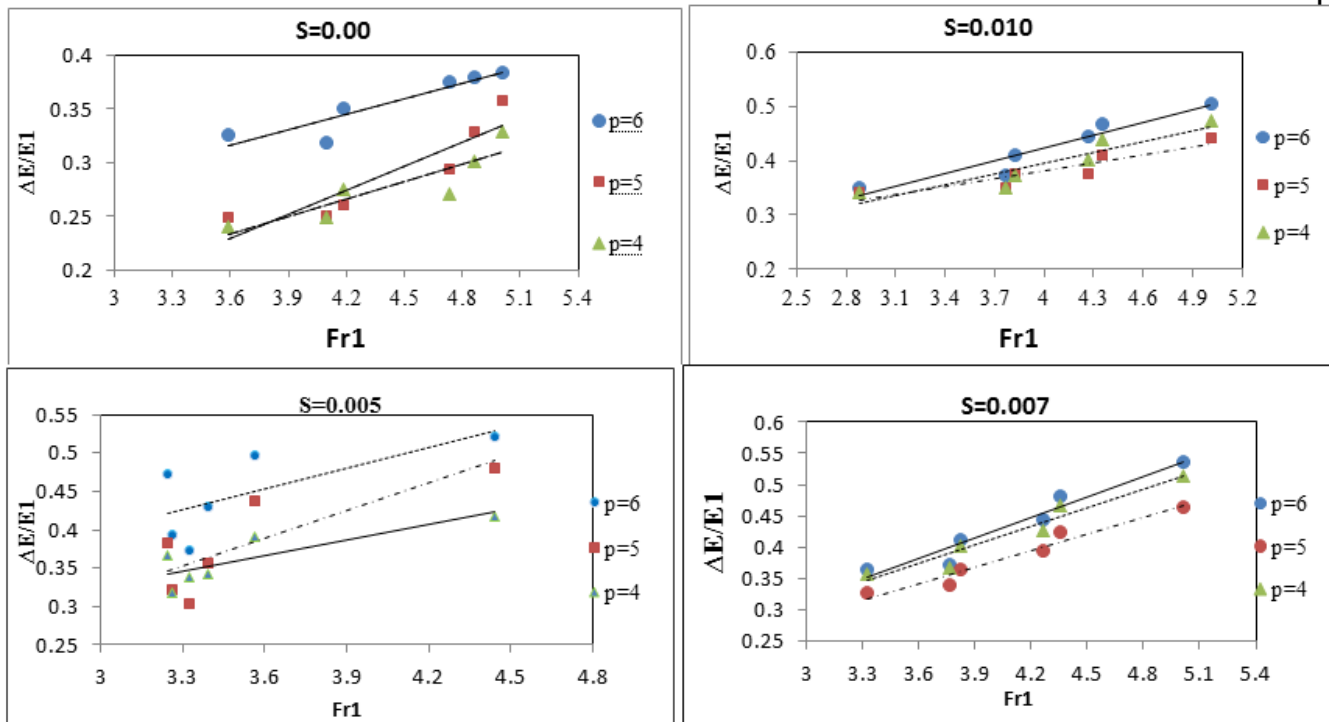 S=0.00
ΔE/E1
0.4
0.35
0.3
0.25
0.2
3 3.3 3.6 3.9 4.2 4.5 4.8 5.1 5.4
Fr1
p=6
p=5
p=4
S=0.010
ΔE/E1
0.6
0.5
0.4
0.3
0.2
2.5 2.8 3.1 3.4 3.7 4 4.3 4.6 4.9 5.2
Fr1
p=6
p=5
p=4
S=0.005
ΔE/E1
0.55
0.5
0.45
0.4
0.35
0.3
0.25
3 3.3 3.6 3.9 4.2 4.5 4.8
Fr1
p=6
p=5
p=4
S=0.007
ΔE/E1
0.6
0.55
0.5
0.45
0.4
0.35
0.3
0.25
3 3.3 3.6 3.9 4.2 4.5 4.8 5.1 5.4
Fr1
p=6
p=5
p=4